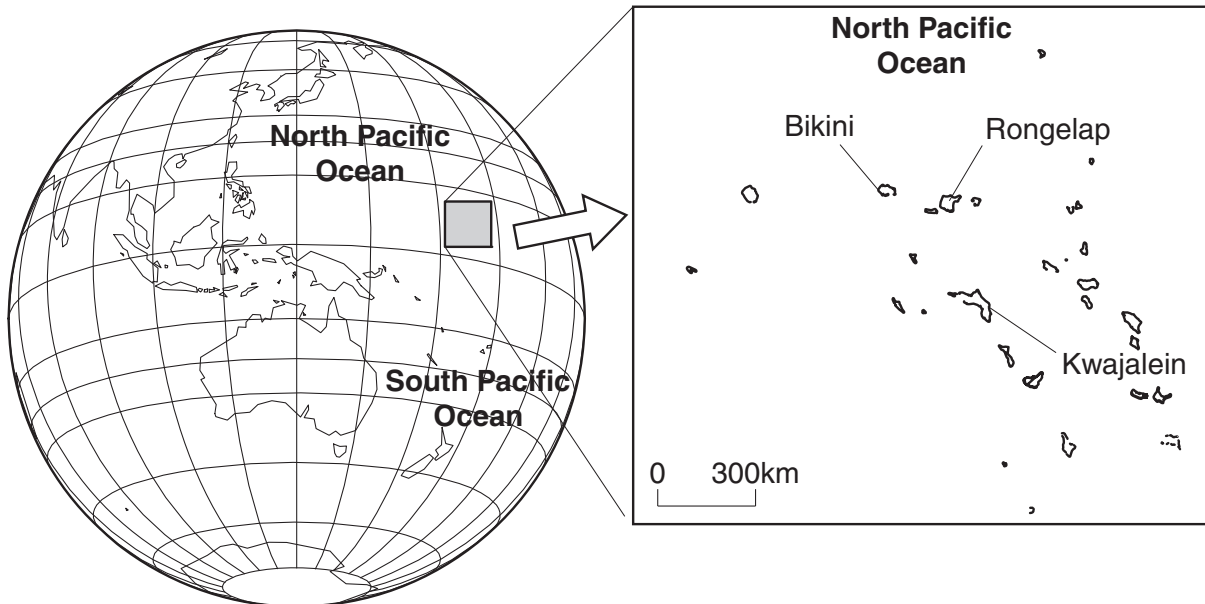 North Pacific
Ocean
South Pacific
Ocean
North Pacific
Ocean
Bikini
Rongelap
Kwajalein
0 300km